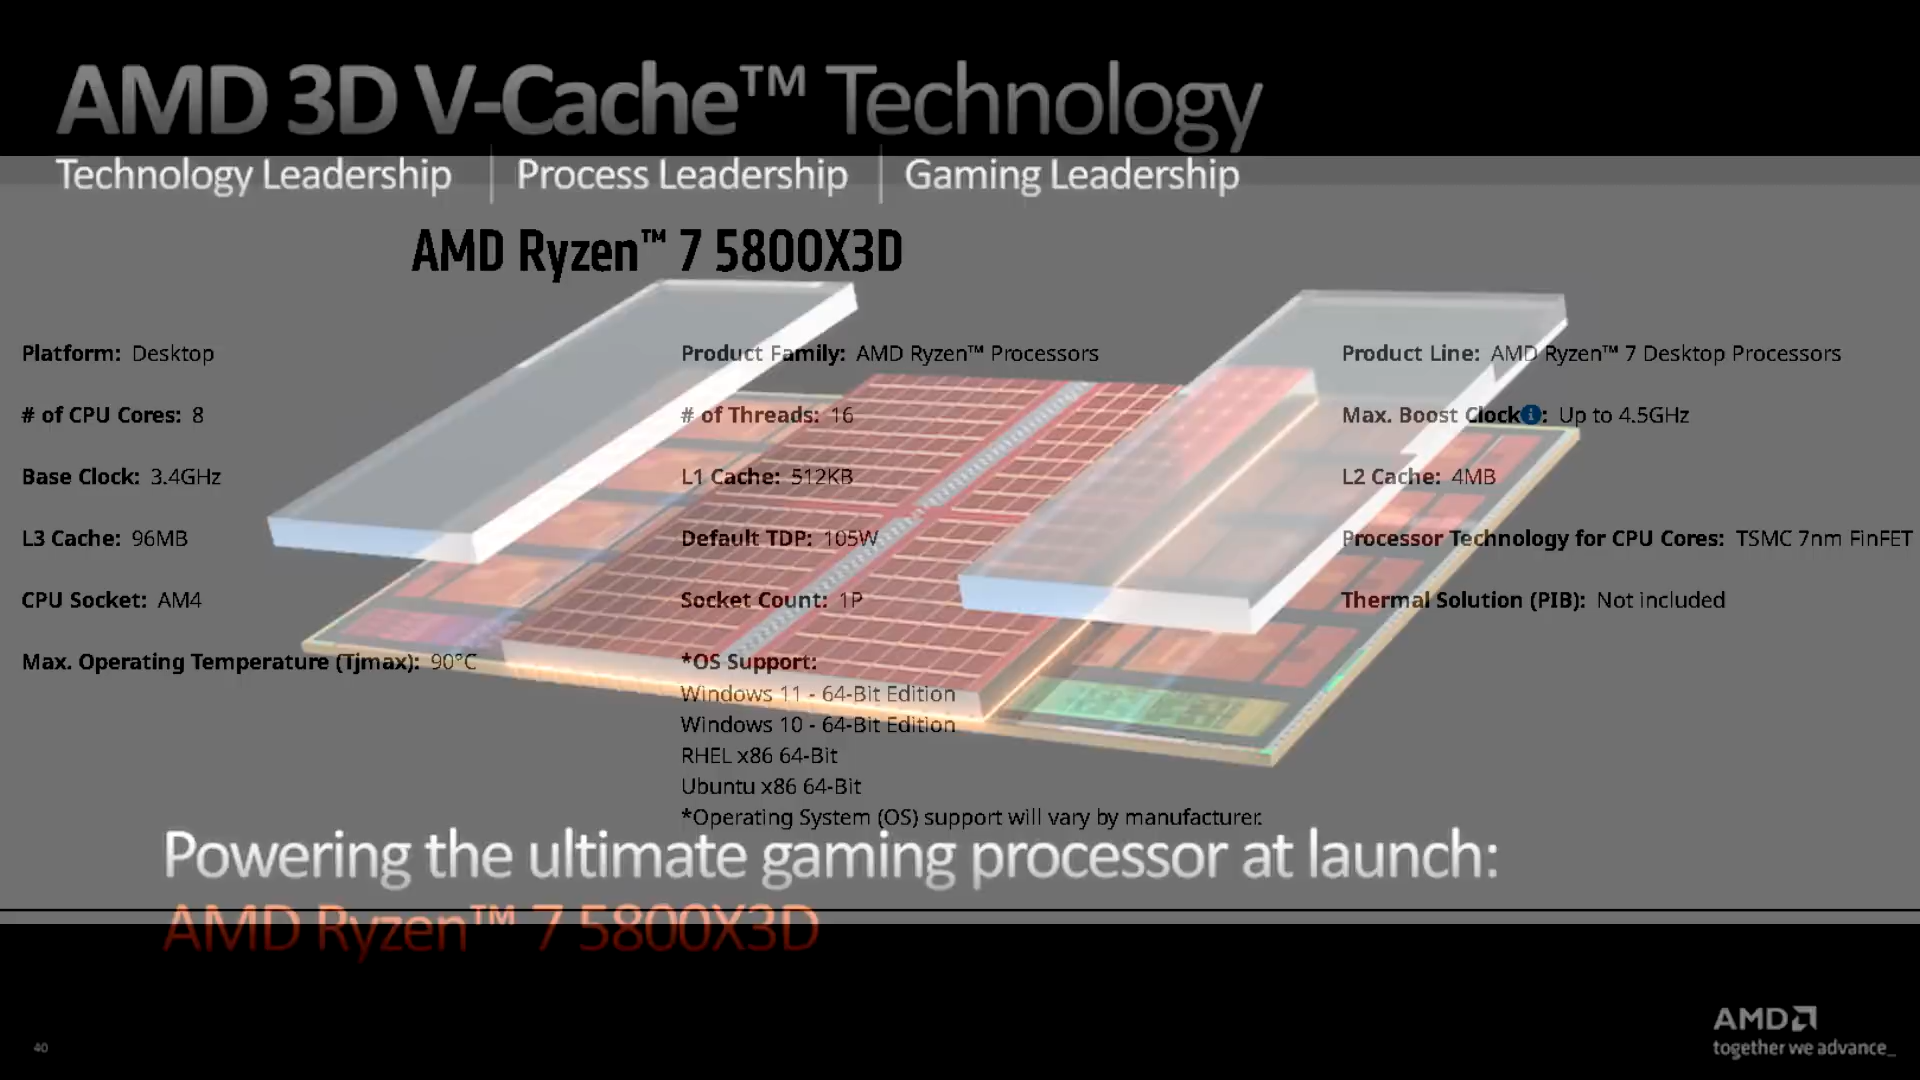 AMD 3D V-Cache™ Technology
Technology Leadership | Process Leadership | Gaming Leadership
AMD Ryzen™ 7 5800X3D
Platform: Desktop
Product Family: AMD Ryzen™ Processors
Product Line: AMD Ryzen™ 7 Desktop Processors
# of CPU Cores: 8
# of Threads: 16
Max. Boost Clock: Up to 4.5GHz
Base Clock: 3.4GHz
L1 Cache: 512KB
L2 Cache: 4MB
L3 Cache: 96MB
Default TDP: 105W
Processor Technology for CPU Cores: TSMC 7nm FinFET
CPU Socket: AM4
Socket Count: 1P
Thermal Solution (PIB): Not included
Max. Operating Temperature (Tjmax): 90°C
*OS Support:
Windows 11 - 64-Bit Edition
Windows 10 - 64-Bit Edition
RHEL x86 64-Bit
Ubuntu x86 64-Bit
*Operating System (OS) support will vary by manufacturer.
Powering the ultimate gaming processor at launch:
AMD Ryzen™ 7 5800X3D
AMD
together we advance_
40